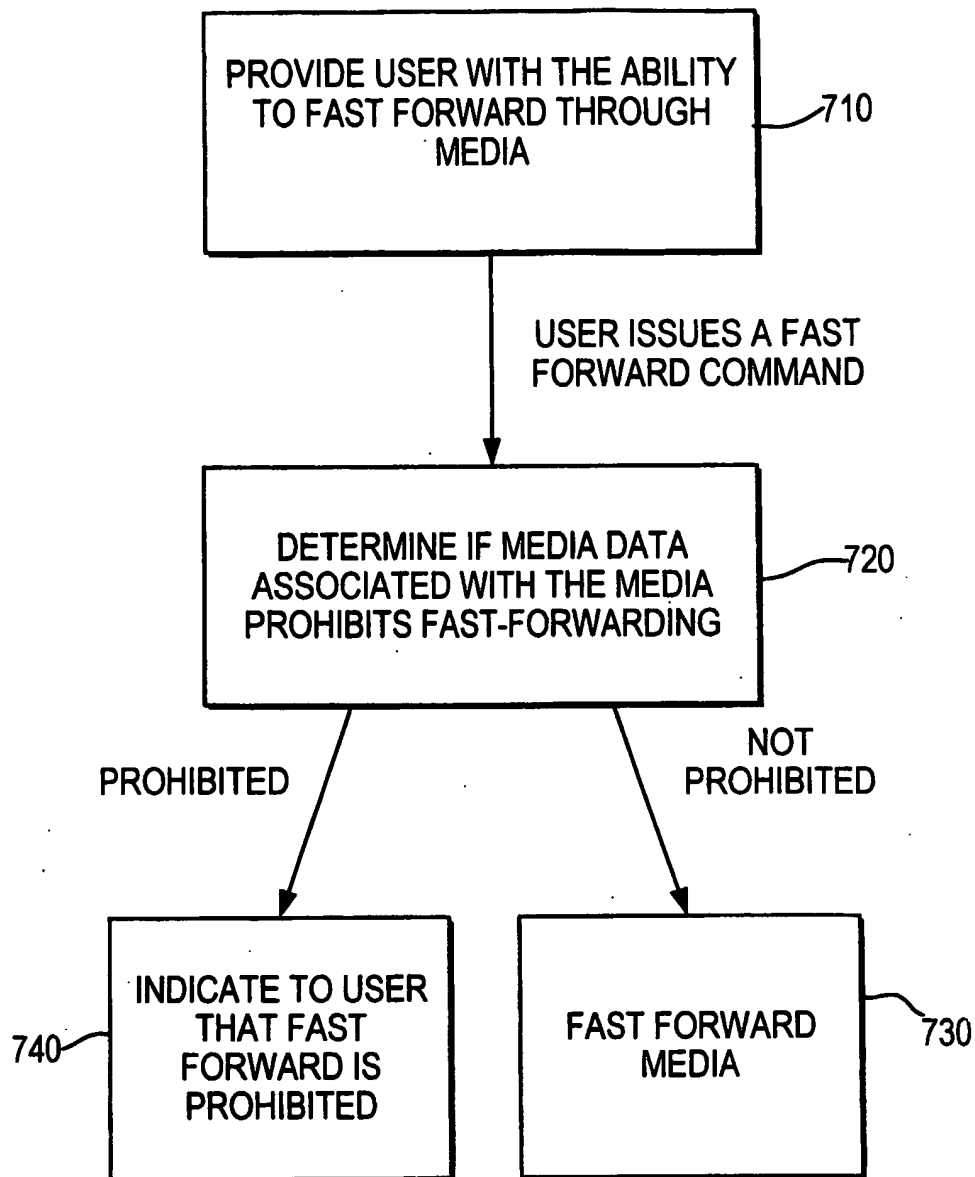 PROVIDE USER WITH THE ABILITY
TO FAST FORWARD THROUGH
MEDIA
710
USER ISSUES A FAST
FORWARD COMMAND
DETERMINE IF MEDIA DATA
ASSOCIATED WITH THE MEDIA
PROHIBITS FAST-FORWARDING
720
PROHIBITED
NOT
PROHIBITED
INDICATE TO USER
THAT FAST
FORWARD IS
PROHIBITED
740
FAST FORWARD
MEDIA
730